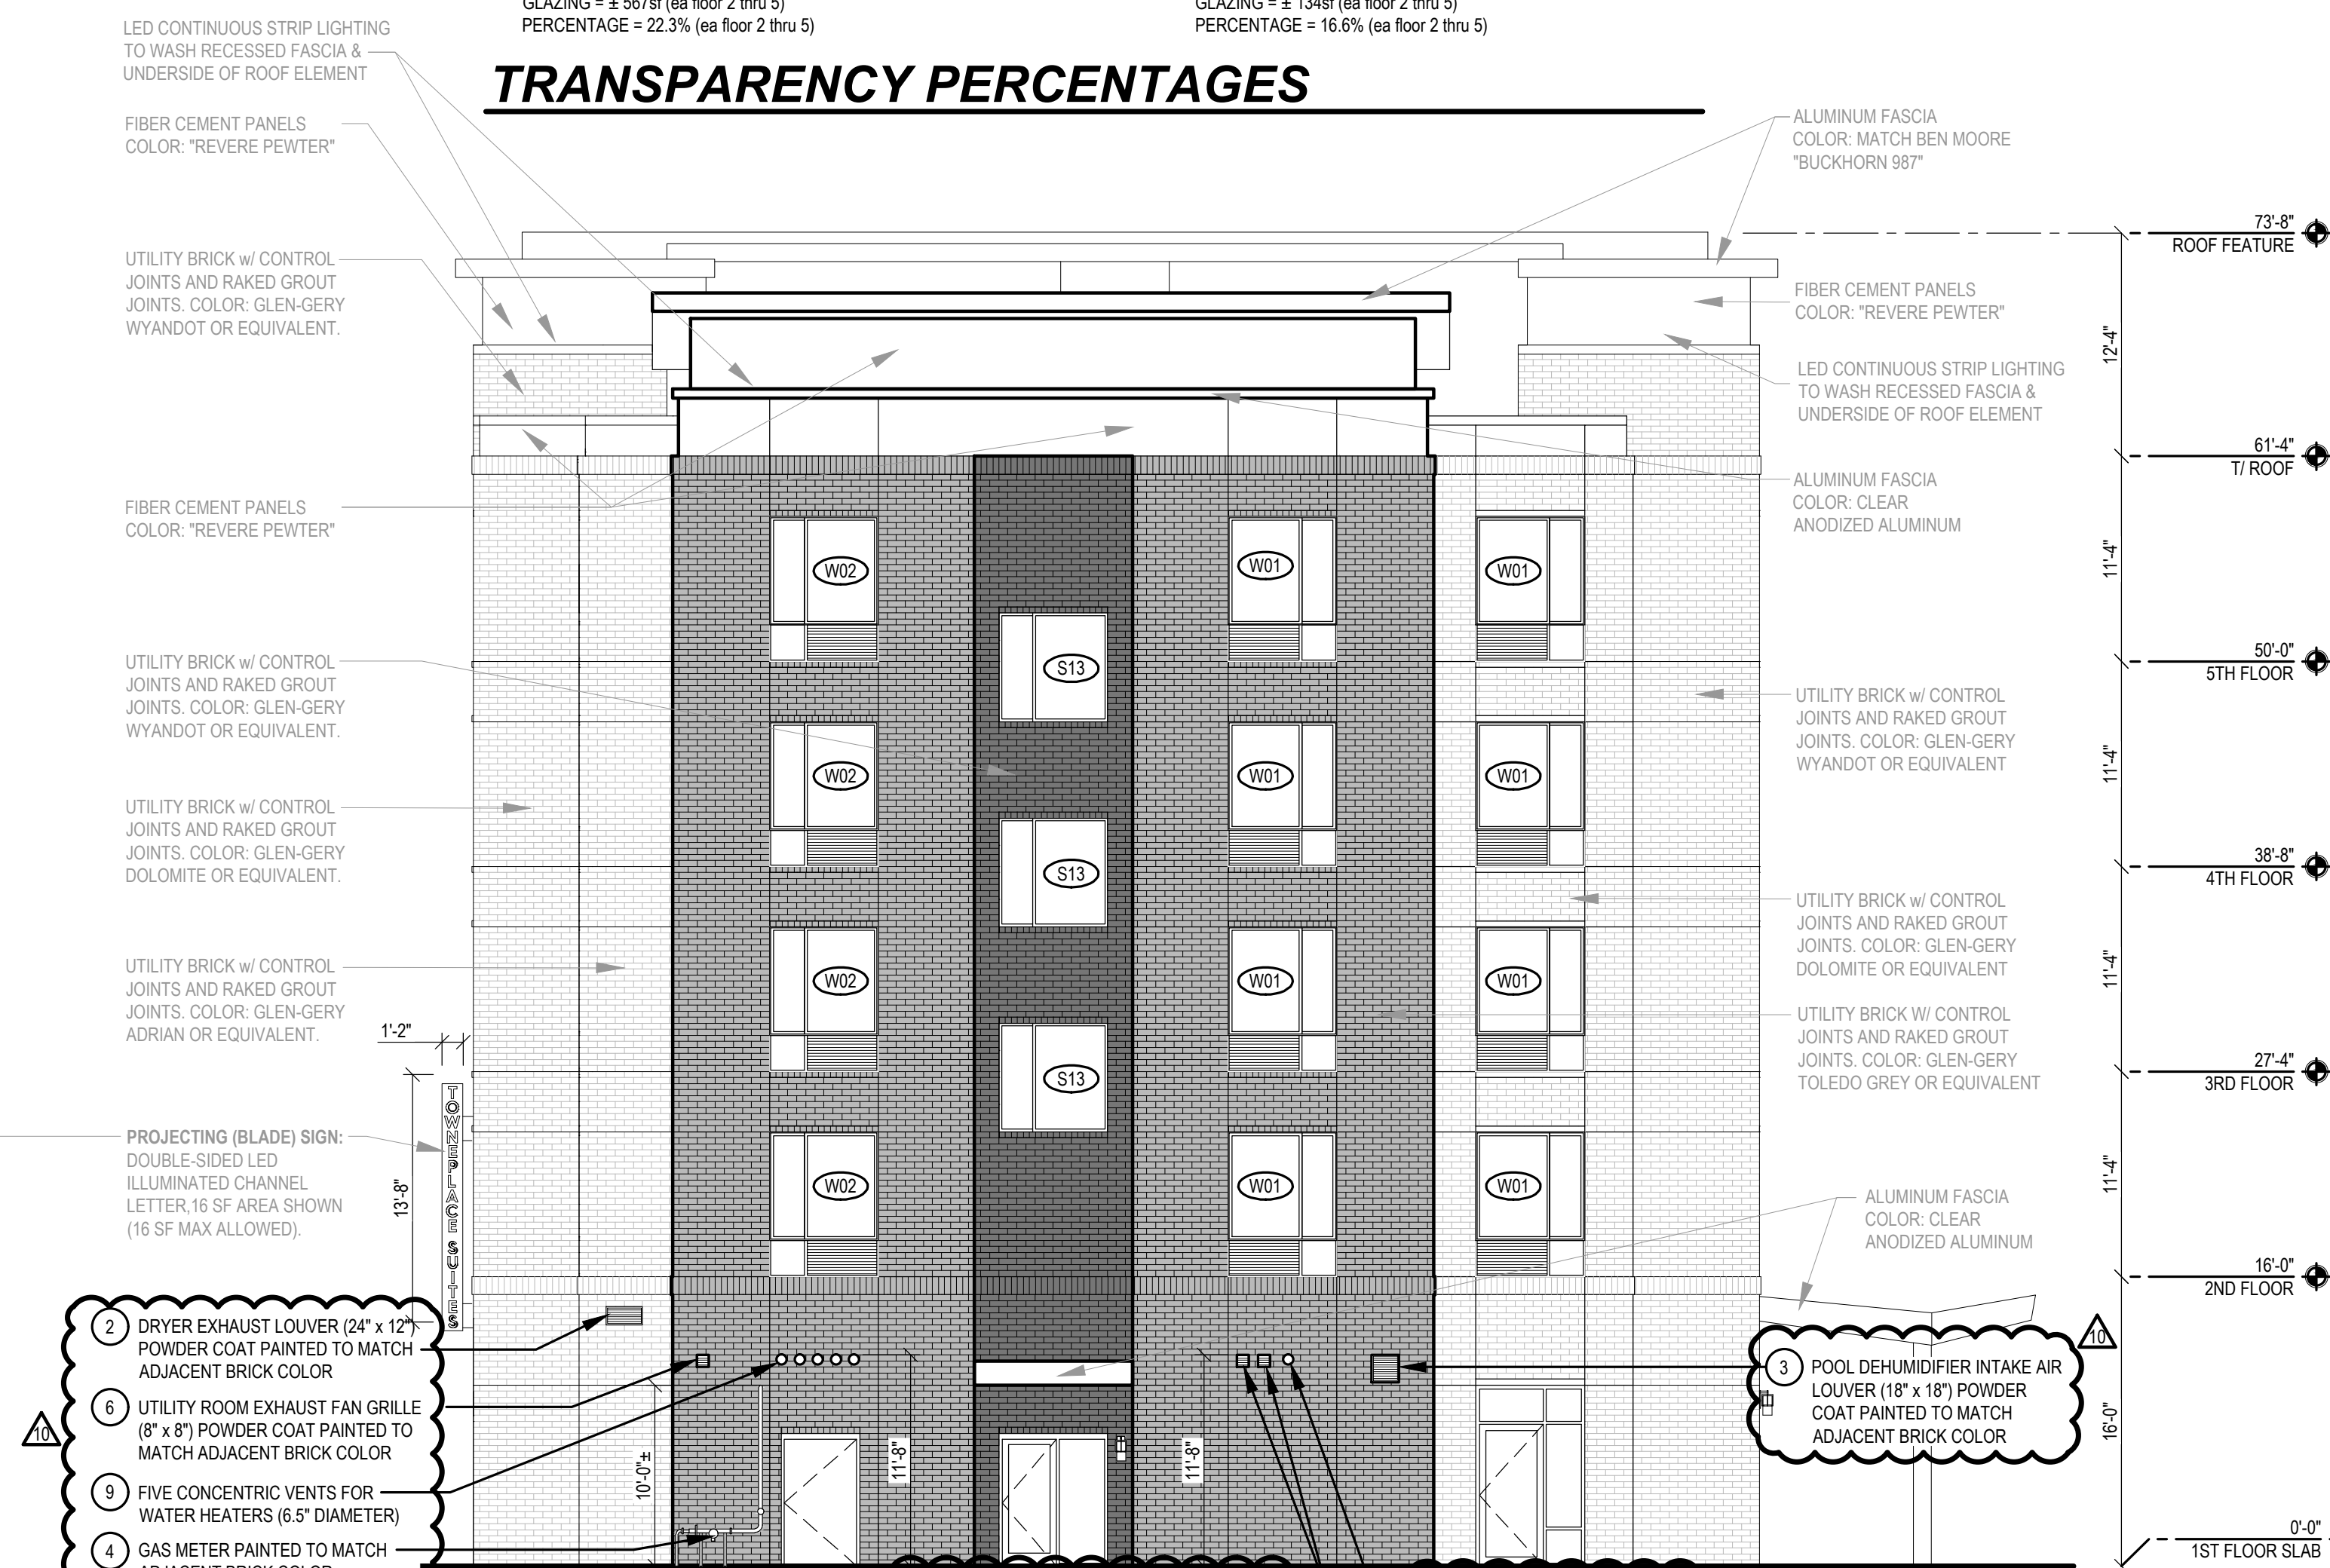 GLAZING = ± 567sf (ea floor 2 thru 5)
PERCENTAGE = 22.3% (ea floor 2 thru 5)
GLAZING = ± 134sf (ea floor 2 thru 5)
PERCENTAGE = 16.6% (ea floor 2 thru 5)
TRANSPARENCY PERCENTAGES
LED CONTINUOUS STRIP LIGHTING
TO WASH RECESSED FASCIA &
UNDERSIDE OF ROOF ELEMENT
FIBER CEMENT PANELS
COLOR: "REVERE PEWTER"
UTILITY BRICK w/ CONTROL
JOINTS AND RAKED GROUT
JOINTS. COLOR: GLEN-GERY
WYANDOT OR EQUIVALENT.
FIBER CEMENT PANELS
COLOR: "REVERE PEWTER"
UTILITY BRICK w/ CONTROL
JOINTS AND RAKED GROUT
JOINTS. COLOR: GLEN-GERY
WYANDOT OR EQUIVALENT.
UTILITY BRICK w/ CONTROL
JOINTS AND RAKED GROUT
JOINTS. COLOR: GLEN-GERY
DOLOMITE OR EQUIVALENT.
UTILITY BRICK w/ CONTROL
JOINTS AND RAKED GROUT
JOINTS. COLOR: GLEN-GERY
ADRIAN OR EQUIVALENT.
1'-2"
13'-8"
TOWNEPLACE SUITES
PROJECTING (BLADE) SIGN:
DOUBLE-SIDED LED
ILLUMINATED CHANNEL
LETTER,16 SF AREA SHOWN
(16 SF MAX ALLOWED).
2 DRYER EXHAUST LOUVER (24" x 12")
POWDER COAT PAINTED TO MATCH
ADJACENT BRICK COLOR
6 UTILITY ROOM EXHAUST FAN GRILLE
(8" x 8") POWDER COAT PAINTED TO
MATCH ADJACENT BRICK COLOR
10
9 FIVE CONCENTRIC VENTS FOR
WATER HEATERS (6.5" DIAMETER)
4 GAS METER PAINTED TO MATCH
ADJACENT BRICK COLOR
W02
W01
W01
S13
W02
W01
W01
S13
W02
W01
W01
S13
W02
W01
W01
10'-0"±
11'-8"
11'-8"
ALUMINUM FASCIA
COLOR: MATCH BEN MOORE
"BUCKHORN 987"
FIBER CEMENT PANELS
COLOR: "REVERE PEWTER"
LED CONTINUOUS STRIP LIGHTING
TO WASH RECESSED FASCIA &
UNDERSIDE OF ROOF ELEMENT
ALUMINUM FASCIA
COLOR: CLEAR
ANODIZED ALUMINUM
UTILITY BRICK w/ CONTROL
JOINTS AND RAKED GROUT
JOINTS. COLOR: GLEN-GERY
WYANDOT OR EQUIVALENT
UTILITY BRICK w/ CONTROL
JOINTS AND RAKED GROUT
JOINTS. COLOR: GLEN-GERY
DOLOMITE OR EQUIVALENT
UTILITY BRICK W/ CONTROL
JOINTS AND RAKED GROUT
JOINTS. COLOR: GLEN-GERY
TOLEDO GREY OR EQUIVALENT
ALUMINUM FASCIA
COLOR: CLEAR
ANODIZED ALUMINUM
10
3 POOL DEHUMIDIFIER INTAKE AIR
LOUVER (18" x 18") POWDER
COAT PAINTED TO MATCH
ADJACENT BRICK COLOR
73'-8"
ROOF FEATURE
12'-4"
61'-4"
T/ ROOF
11'-4"
50'-0"
5TH FLOOR
11'-4"
38'-8"
4TH FLOOR
11'-4"
27'-4"
3RD FLOOR
11'-4"
16'-0"
2ND FLOOR
16'-0"
0'-0"
1ST FLOOR SLAB